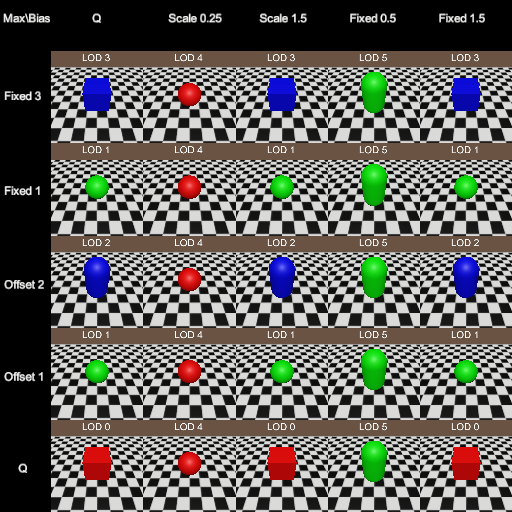 Max\Bias Q Scale 0.25 Scale 1.5 Fixed 0.5 Fixed 1.5
LOD 3 LOD 4 LOD 3 LOD 5 LOD 3
Fixed 3
LOD 1 LOD 4 LOD 1 LOD 5 LOD 1
Fixed 1
LOD 2 LOD 4 LOD 2 LOD 5 LOD 2
Offset 2
LOD 1 LOD 4 LOD 1 LOD 5 LOD 1
Offset 1
LOD 0 LOD 4 LOD 0 LOD 5 LOD 0
Q